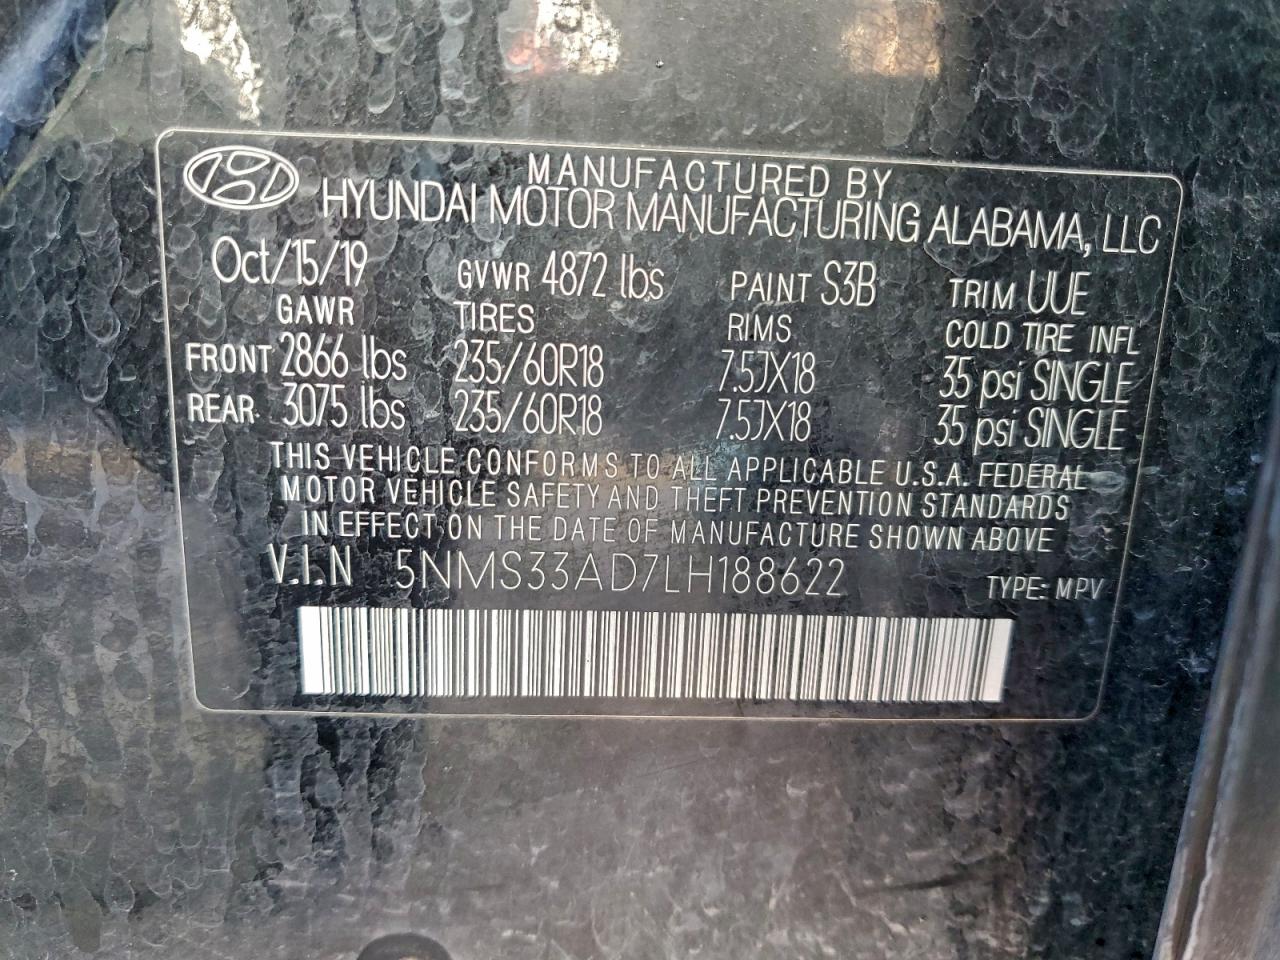 MANUFACTURED BY
HYUNDAI MOTOR MANUFACTURING ALABAMA, LLC
Oct/15/19 GVWR 4872 lbs PAINT S3B TRIM UUE
GAWR TIRES RIMS COLD TIRE INFL
FRONT 2866 lbs 235/60R18 7.5JX18 35 psi SINGLE
REAR 3075 lbs 235/60R18 7.5JX18 35 psi SINGLE
THIS VEHICLE CONFORMS TO ALL APPLICABLE U.S.A. FEDERAL
MOTOR VEHICLE SAFETY AND THEFT PREVENTION STANDARDS
IN EFFECT ON THE DATE OF MANUFACTURE SHOWN ABOVE
V.I.N 5NMS33AD7LH188622 TYPE: MPV